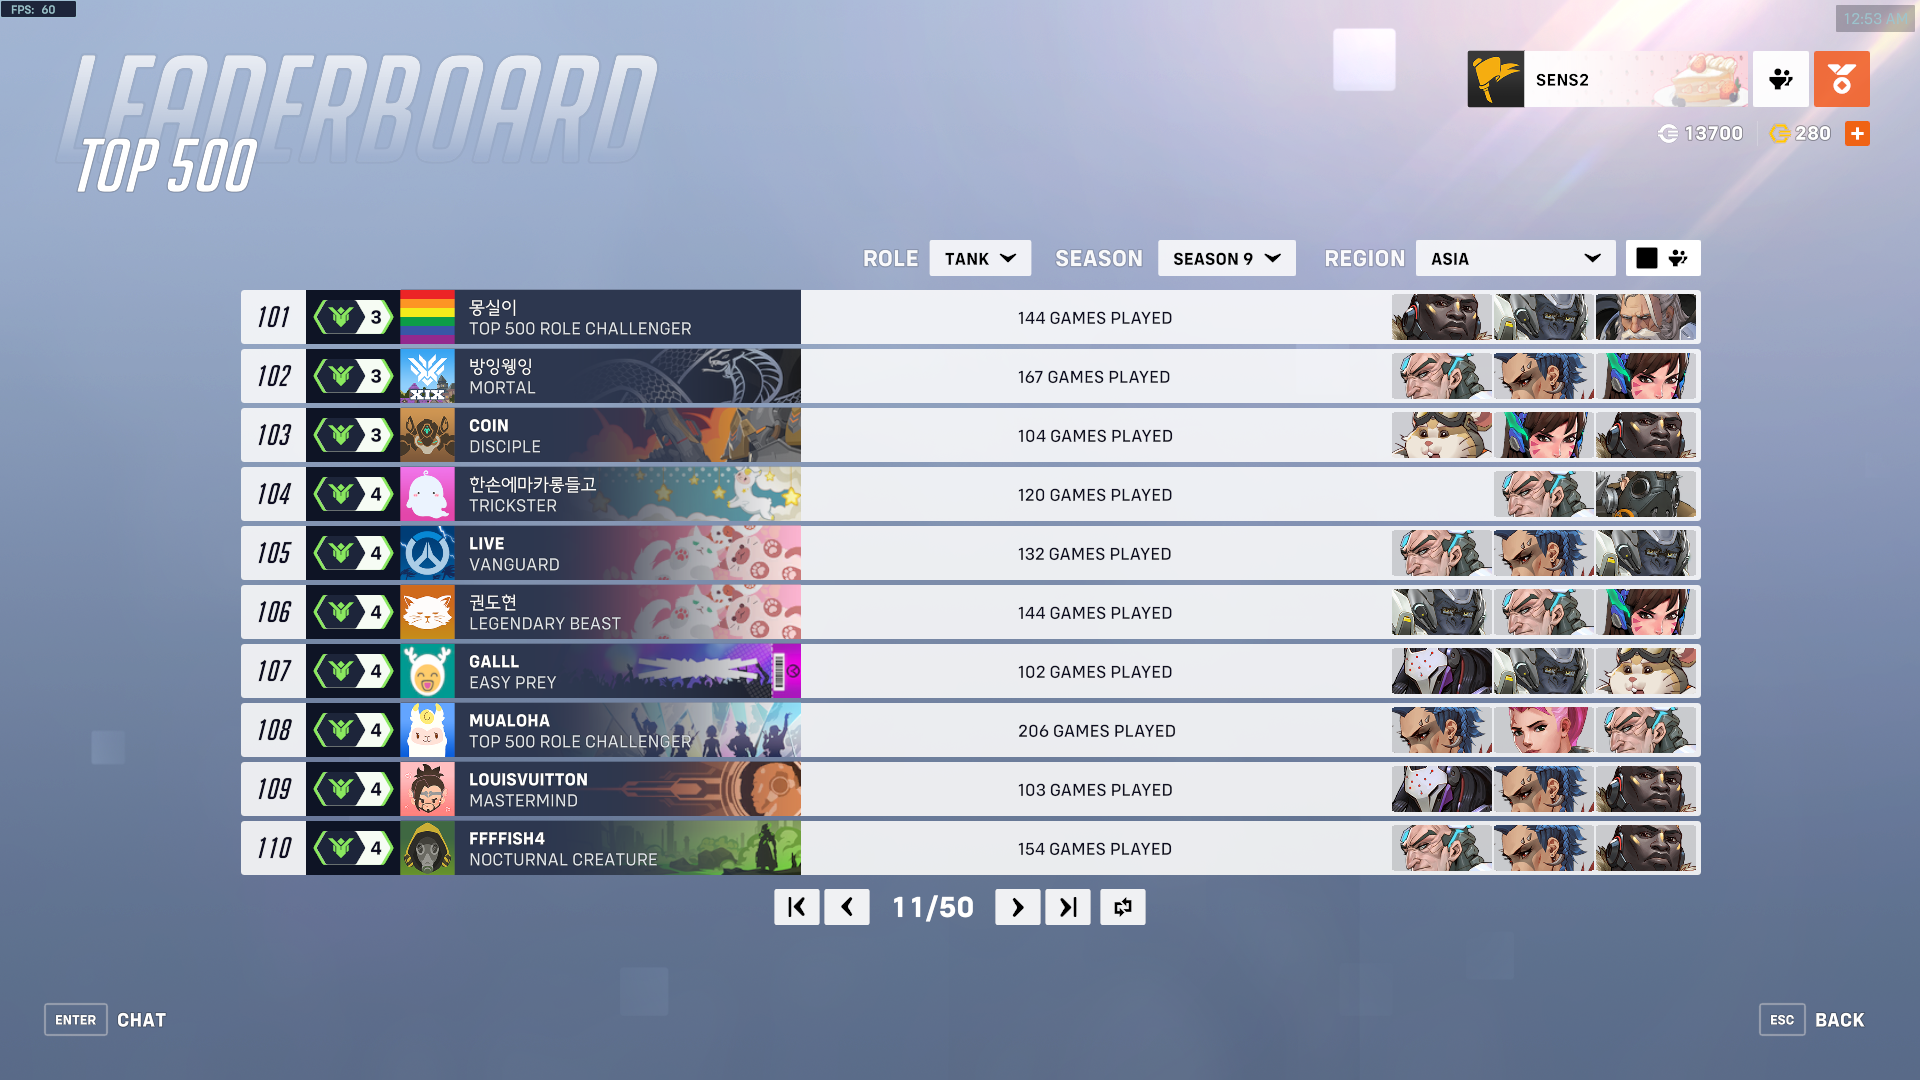 FPS: 60
12:53 AM
LEADERBOARD
TOP 500
SENS2
13700
280
ROLE
TANK
SEASON
SEASON 9
REGION
ASIA
101
3
몽실이
TOP 500 ROLE CHALLENGER
144 GAMES PLAYED
102
XIX
3
방잉웽잉
MORTAL
167 GAMES PLAYED
103
3
COIN
DISCIPLE
104 GAMES PLAYED
104
4
한손에마카롱들고
TRICKSTER
120 GAMES PLAYED
105
4
LIVE
VANGUARD
132 GAMES PLAYED
106
4
권도현
LEGENDARY BEAST
144 GAMES PLAYED
107
4
GALLL
EASY PREY
102 GAMES PLAYED
108
4
MUALOHA
TOP 500 ROLE CHALLENGER
206 GAMES PLAYED
109
4
LOUISVUITTON
MASTERMIND
103 GAMES PLAYED
110
4
FFFFISH4
NOCTURNAL CREATURE
154 GAMES PLAYED
11/50
ENTER
CHAT
ESC
BACK